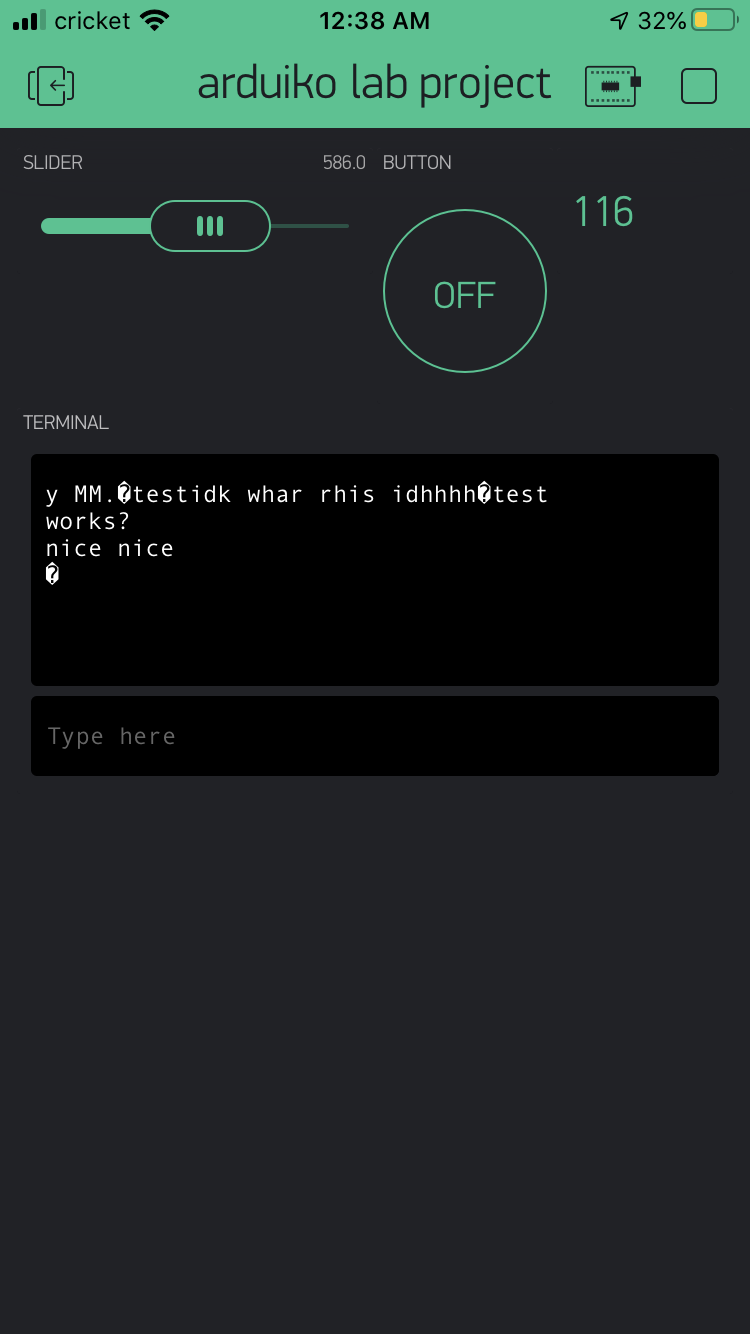 cricket 12:38 AM 32%
arduiko lab project
SLIDER 586.0 BUTTON
116
OFF
TERMINAL
y MM.�testidk whar rhis idhhhh�test
works?
nice nice
�
Type here